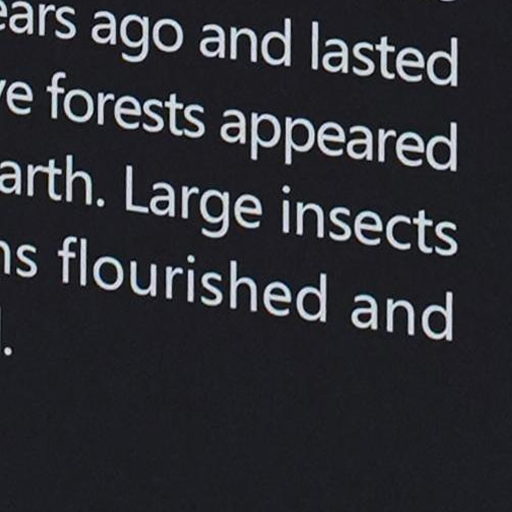 ears ago and lasted
ve forests appeared
arth. Large insects
ns flourished and
.